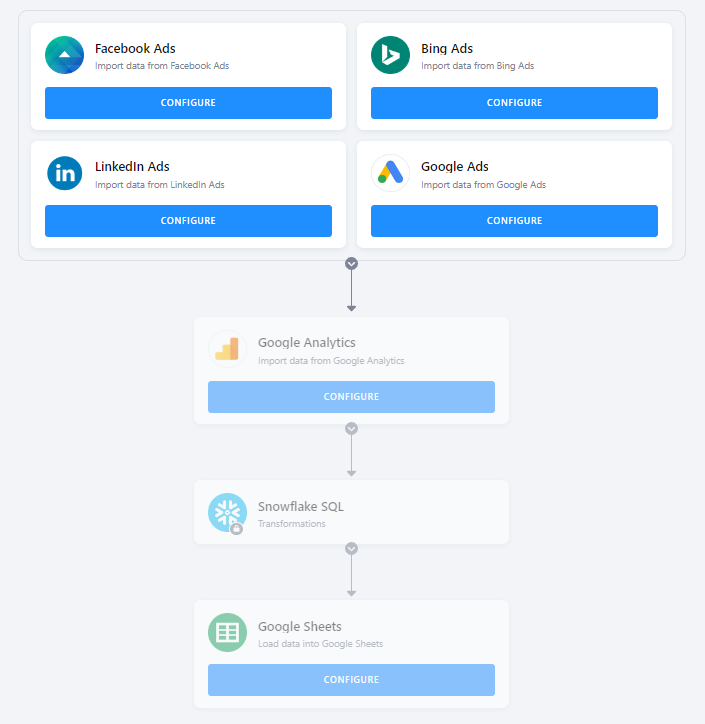 Facebook Ads
Import data from Facebook Ads
CONFIGURE
Bing Ads
Import data from Bing Ads
CONFIGURE
LinkedIn Ads
Import data from LinkedIn Ads
CONFIGURE
Google Ads
Import data from Google Ads
CONFIGURE
Google Analytics
Import data from Google Analytics
CONFIGURE
Snowflake SQL
Transformations
Google Sheets
Load data into Google Sheets
CONFIGURE